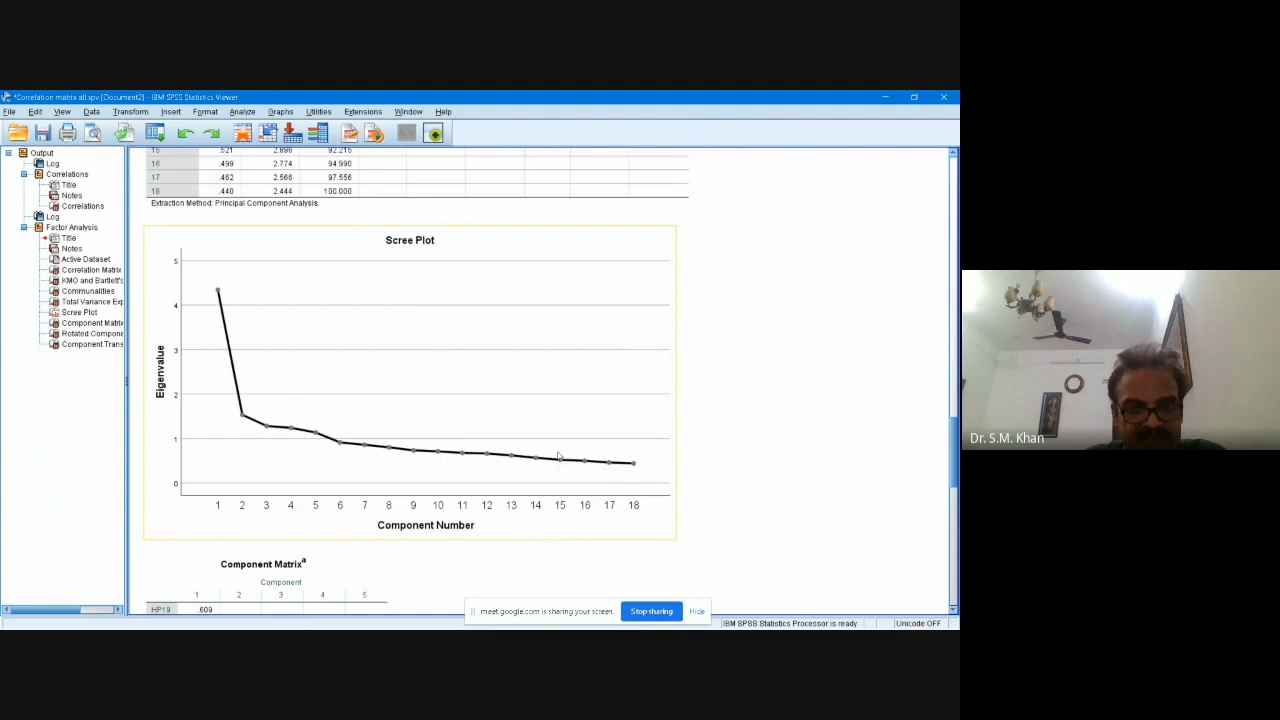 *Correlation matrix all.spv [Document2] - IBM SPSS Statistics Viewer
File Edit View Data Transform Insert Format Analyze Graphs Utilities Extensions Window Help
Output
Log
Correlations
Title
Notes
Correlations
Log
Factor Analysis
Title
Notes
Active Dataset
Correlation Matrix
KMO and Bartlett's
Communalities
Total Variance Exp
Scree Plot
Component Matrix
Rotated Compone
Component Trans
15 .521 2.896 92.215
16 .499 2.774 94.990
17 .462 2.566 97.556
18 .440 2.444 100.000
Extraction Method: Principal Component Analysis.
Scree Plot
Eigenvalue
5
4
3
2
1
0
1 2 3 4 5 6 7 8 9 10 11 12 13 14 15 16 17 18
Component Number
Component Matrixa
Component
1 2 3 4 5
HP19 .609
meet.google.com is sharing your screen. Stop sharing Hide
IBM SPSS Statistics Processor is ready Unicode:OFF
Dr. S.M. Khan